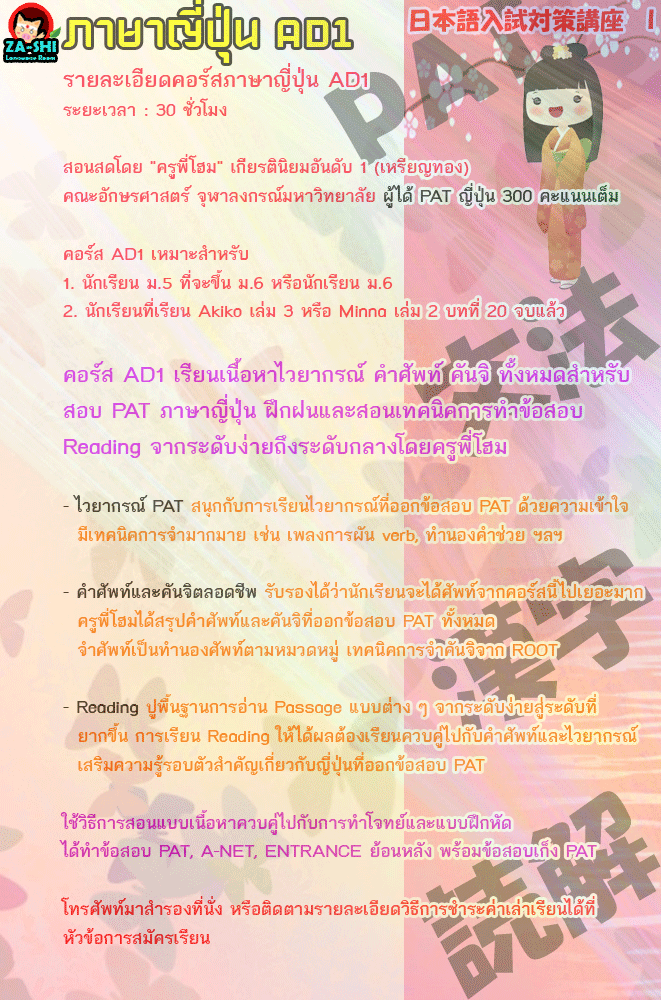 ZA-SHI
Language Room
ภาษาญี่ปุ่น AD1
日本語入試対策講座 I
รายละเอียดคอร์สภาษาญี่ปุ่น AD1
ระยะเวลา : 30 ชั่วโมง
สอนสดโดย "ครูพี่โฮม" เกียรตินิยมอันดับ 1 (เหรียญทอง)
คณะอักษรศาสตร์ จุฬาลงกรณ์มหาวิทยาลัย ผู้ได้ PAT ญี่ปุ่น 300 คะแนนเต็ม
คอร์ส AD1 เหมาะสำหรับ
1. นักเรียน ม.5 ที่จะขึ้น ม.6 หรือนักเรียน ม.6
2. นักเรียนที่เรียน Akiko เล่ม 3 หรือ Minna เล่ม 2 บทที่ 20 จบแล้ว
คอร์ส AD1 เรียนเนื้อหาไวยากรณ์ คำศัพท์ คันจิ ทั้งหมดสำหรับ
สอบ PAT ภาษาญี่ปุ่น ฝึกฝนและสอนเทคนิคการทำข้อสอบ
Reading จากระดับง่ายถึงระดับกลางโดยครูพี่โฮม
- ไวยากรณ์ PAT สนุกกับการเรียนไวยากรณ์ที่ออกข้อสอบ PAT ด้วยความเข้าใจ
มีเทคนิคการจำมากมาย เช่น เพลงการผัน verb, ทำนองคำช่วย ฯลฯ
- คำศัพท์และคันจิตลอดชีพ รับรองได้ว่านักเรียนจะได้ศัพท์จากคอร์สนี้ไปเยอะมาก
ครูพี่โฮมได้สรุปคำศัพท์และคันจิที่ออกข้อสอบ PAT ทั้งหมด
จำศัพท์เป็นทำนองศัพท์ตามหมวดหมู่ เทคนิคการจำคันจิจาก ROOT
- Reading ปูพื้นฐานการอ่าน Passage แบบต่าง ๆ จากระดับง่ายสู่ระดับที่
ยากขึ้น การเรียน Reading ให้ได้ผลต้องเรียนควบคู่ไปกับคำศัพท์และไวยากรณ์
เสริมความรู้รอบตัวสำคัญเกี่ยวกับญี่ปุ่นที่ออกข้อสอบ PAT
ใช้วิธีการสอนแบบเนื้อหาควบคู่ไปกับการทำโจทย์และแบบฝึกหัด
ได้ทำข้อสอบ PAT, A-NET, ENTRANCE ย้อนหลัง พร้อมข้อสอบเก็ง PAT
โทรศัพท์มาสำรองที่นั่ง หรือติดตามรายละเอียดวิธีการชำระค่าเล่าเรียนได้ที่
หัวข้อการสมัครเรียน
文法
漢字
読解